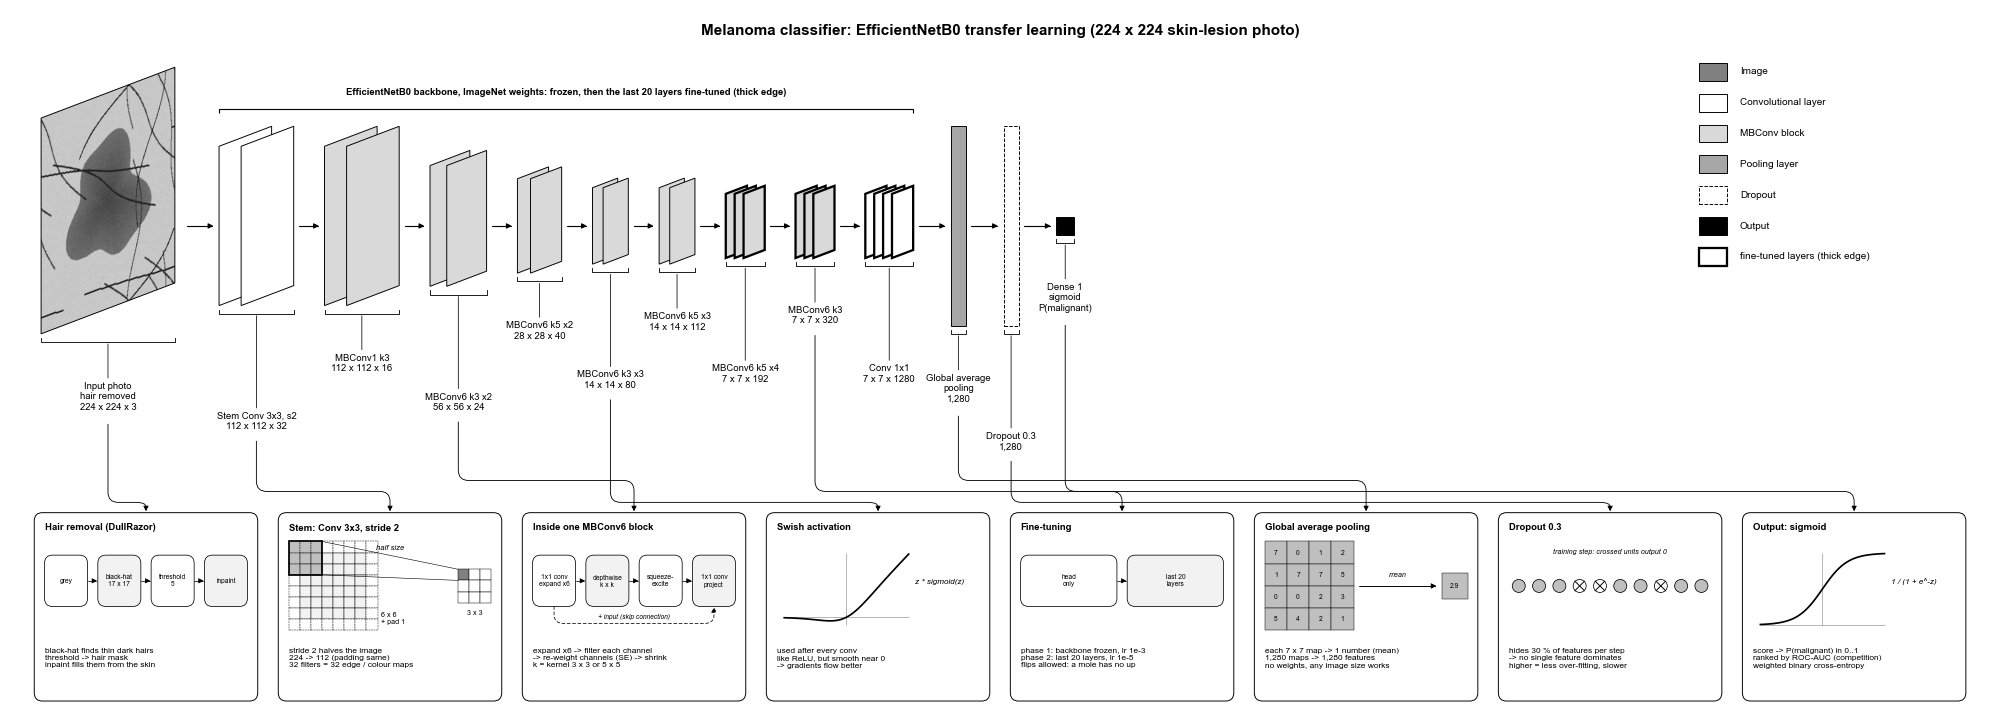 Melanoma classifier: EfficientNetB0 transfer learning (224 x 224 skin-lesion photo)
EfficientNetB0 backbone, ImageNet weights: frozen, then the last 20 layers fine-tuned (thick edge)
Image
Convolutional layer
MBConv block
Pooling layer
Dropout
Output
fine-tuned layers (thick edge)
Input photo
hair removed
224 x 224 x 3
Stem Conv 3x3, s2
112 x 112 x 32
MBConv1 k3
112 x 112 x 16
MBConv6 k3 x2
56 x 56 x 24
MBConv6 k5 x2
28 x 28 x 40
MBConv6 k3 x3
14 x 14 x 80
MBConv6 k5 x3
14 x 14 x 112
MBConv6 k5 x4
7 x 7 x 192
MBConv6 k3
7 x 7 x 320
Conv 1x1
7 x 7 x 1280
Global average
pooling
1,280
Dropout 0.3
1,280
Dense 1
sigmoid
P(malignant)
Hair removal (DullRazor)
grey
black-hat
17 x 17
threshold
5
inpaint
black-hat finds thin dark hairs
threshold -> hair mask
inpaint fills them from the skin
Stem: Conv 3x3, stride 2
half size
6 x 6
+ pad 1
3 x 3
stride 2 halves the image
224 -> 112 (padding same)
32 filters = 32 edge / colour maps
Inside one MBConv6 block
1x1 conv
expand x6
depthwise
k x k
squeeze-
excite
1x1 conv
project
+ input (skip connection)
expand x6 -> filter each channel
-> re-weight channels (SE) -> shrink
k = kernel 3 x 3 or 5 x 5
Swish activation
z * sigmoid(z)
used after every conv
like ReLU, but smooth near 0
-> gradients flow better
Fine-tuning
head
only
last 20
layers
phase 1: backbone frozen, lr 1e-3
phase 2: last 20 layers, lr 1e-5
flips allowed: a mole has no up
Global average pooling
7 0 1 2
1 7 7 5
0 0 2 3
5 4 2 1
mean
29
each 7 x 7 map -> 1 number (mean)
1,280 maps -> 1,280 features
no weights, any image size works
Dropout 0.3
training step: crossed units output 0
hides 30 % of features per step
-> no single feature dominates
higher = less over-fitting, slower
Output: sigmoid
1 / (1 + e^-z)
score -> P(malignant) in 0..1
ranked by ROC-AUC (competition)
weighted binary cross-entropy